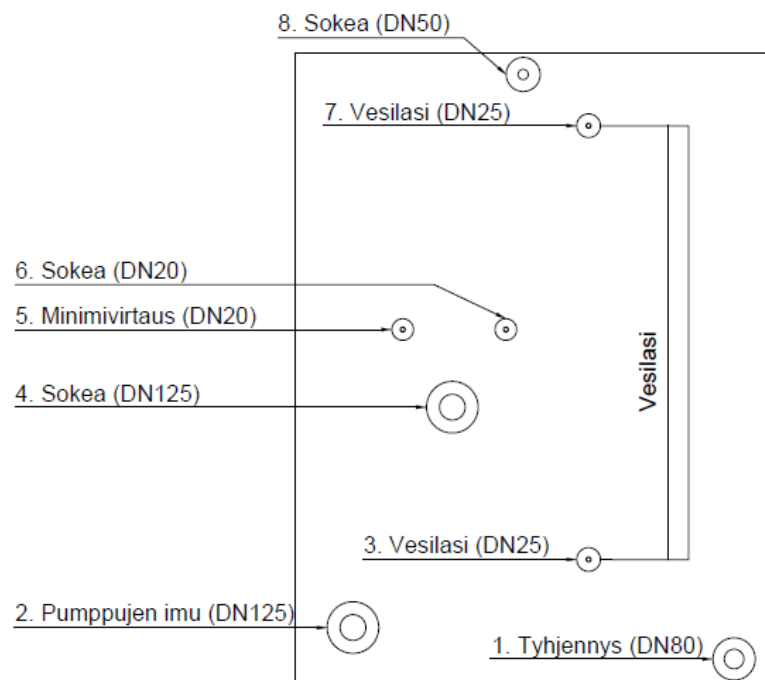 8. Sokea (DN50)
7. Vesilasi (DN25)
6. Sokea (DN20)
5. Minimivirtaus (DN20)
4. Sokea (DN125)
Vesilasi
3. Vesilasi (DN25)
2. Pumppujen imu (DN125)
1. Tyhjennys (DN80)